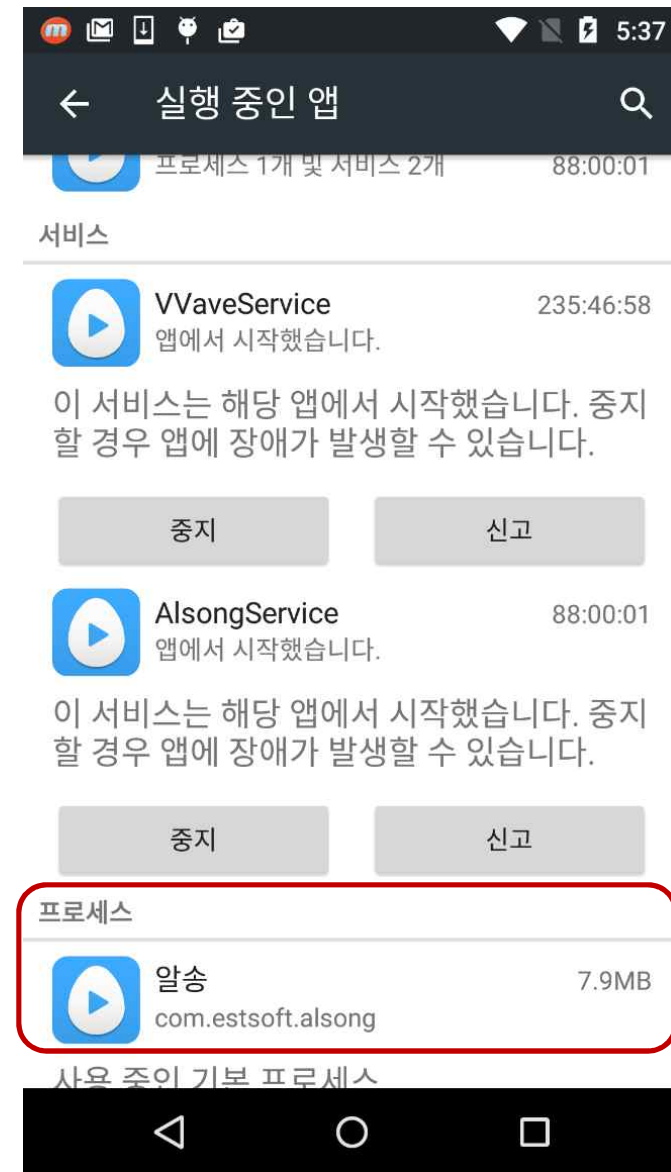 5:37
실행 중인 앱
프로세스 1개 및 서비스 2개 88:00:01
서비스
VVaveService 235:46:58
앱에서 시작했습니다.
이 서비스는 해당 앱에서 시작했습니다. 중지
할 경우 앱에 장애가 발생할 수 있습니다.
중지 신고
AlsongService 88:00:01
앱에서 시작했습니다.
이 서비스는 해당 앱에서 시작했습니다. 중지
할 경우 앱에 장애가 발생할 수 있습니다.
중지 신고
프로세스
알송 7.9MB
com.estsoft.alsong
사용 중인 기본 프로세스